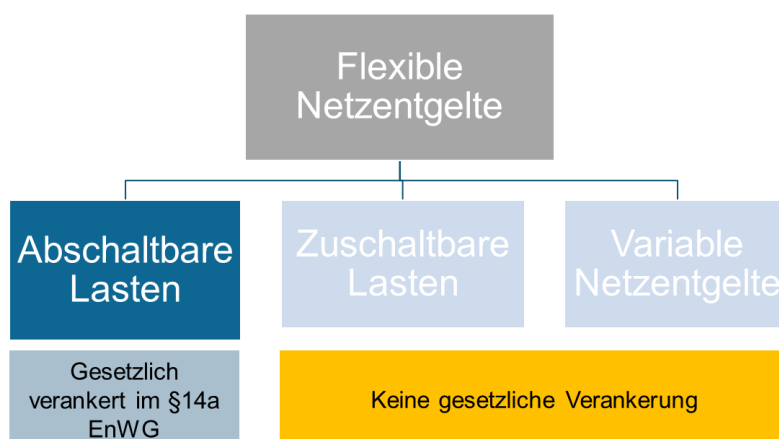 Flexible
Netzentgelte
Abschaltbare
Lasten
Zuschaltbare
Lasten
Variable
Netzentgelte
Gesetzlich
verankert im §14a
EnWG
Keine gesetzliche Verankerung